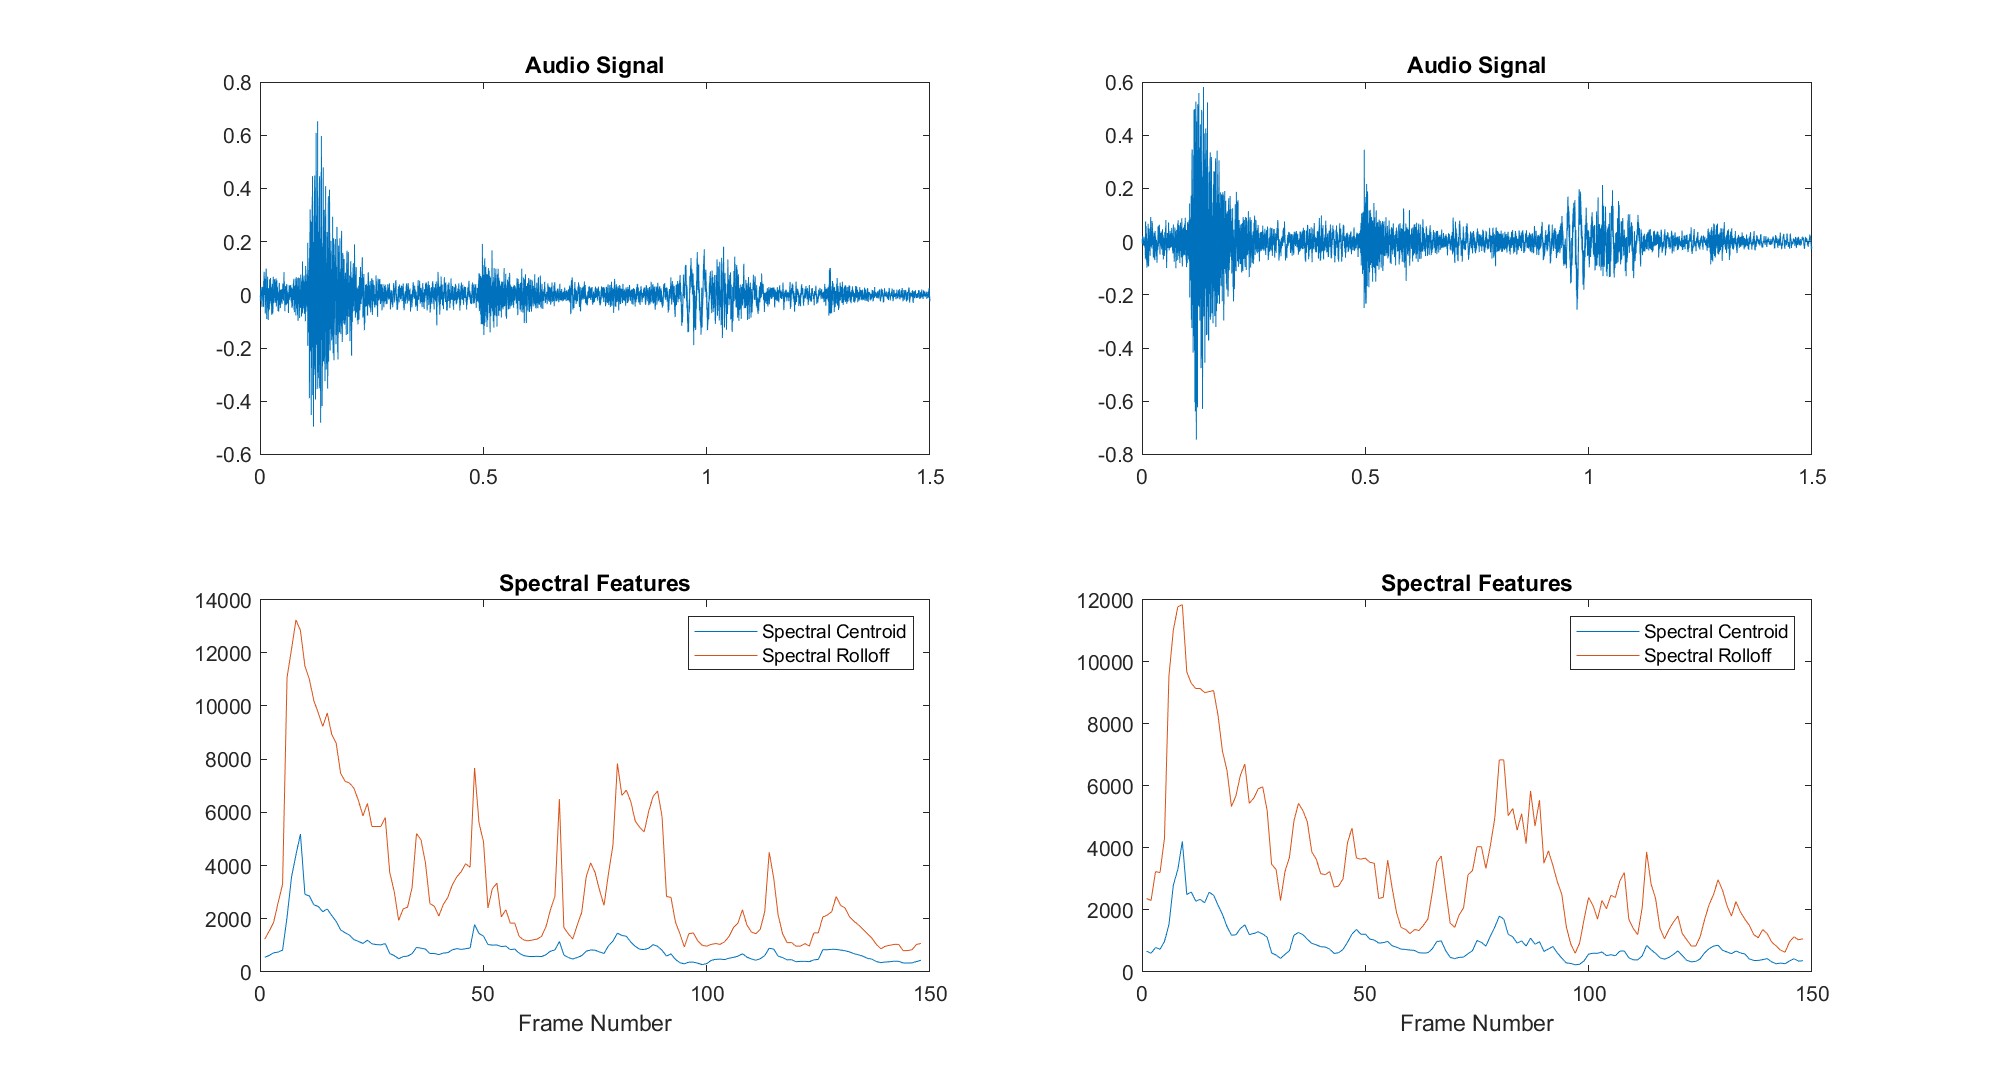 Audio Signal
0.8
0.6
0.4
0.2
0
-0.2
-0.4
-0.6
0 0.5 1 1.5
Audio Signal
0.6
0.4
0.2
0
-0.2
-0.4
-0.6
-0.8
0 0.5 1 1.5
Spectral Features
14000
12000
10000
8000
6000
4000
2000
0
Spectral Centroid
Spectral Rolloff
0 50 100 150
Frame Number
Spectral Features
12000
10000
8000
6000
4000
2000
0
Spectral Centroid
Spectral Rolloff
0 50 100 150
Frame Number